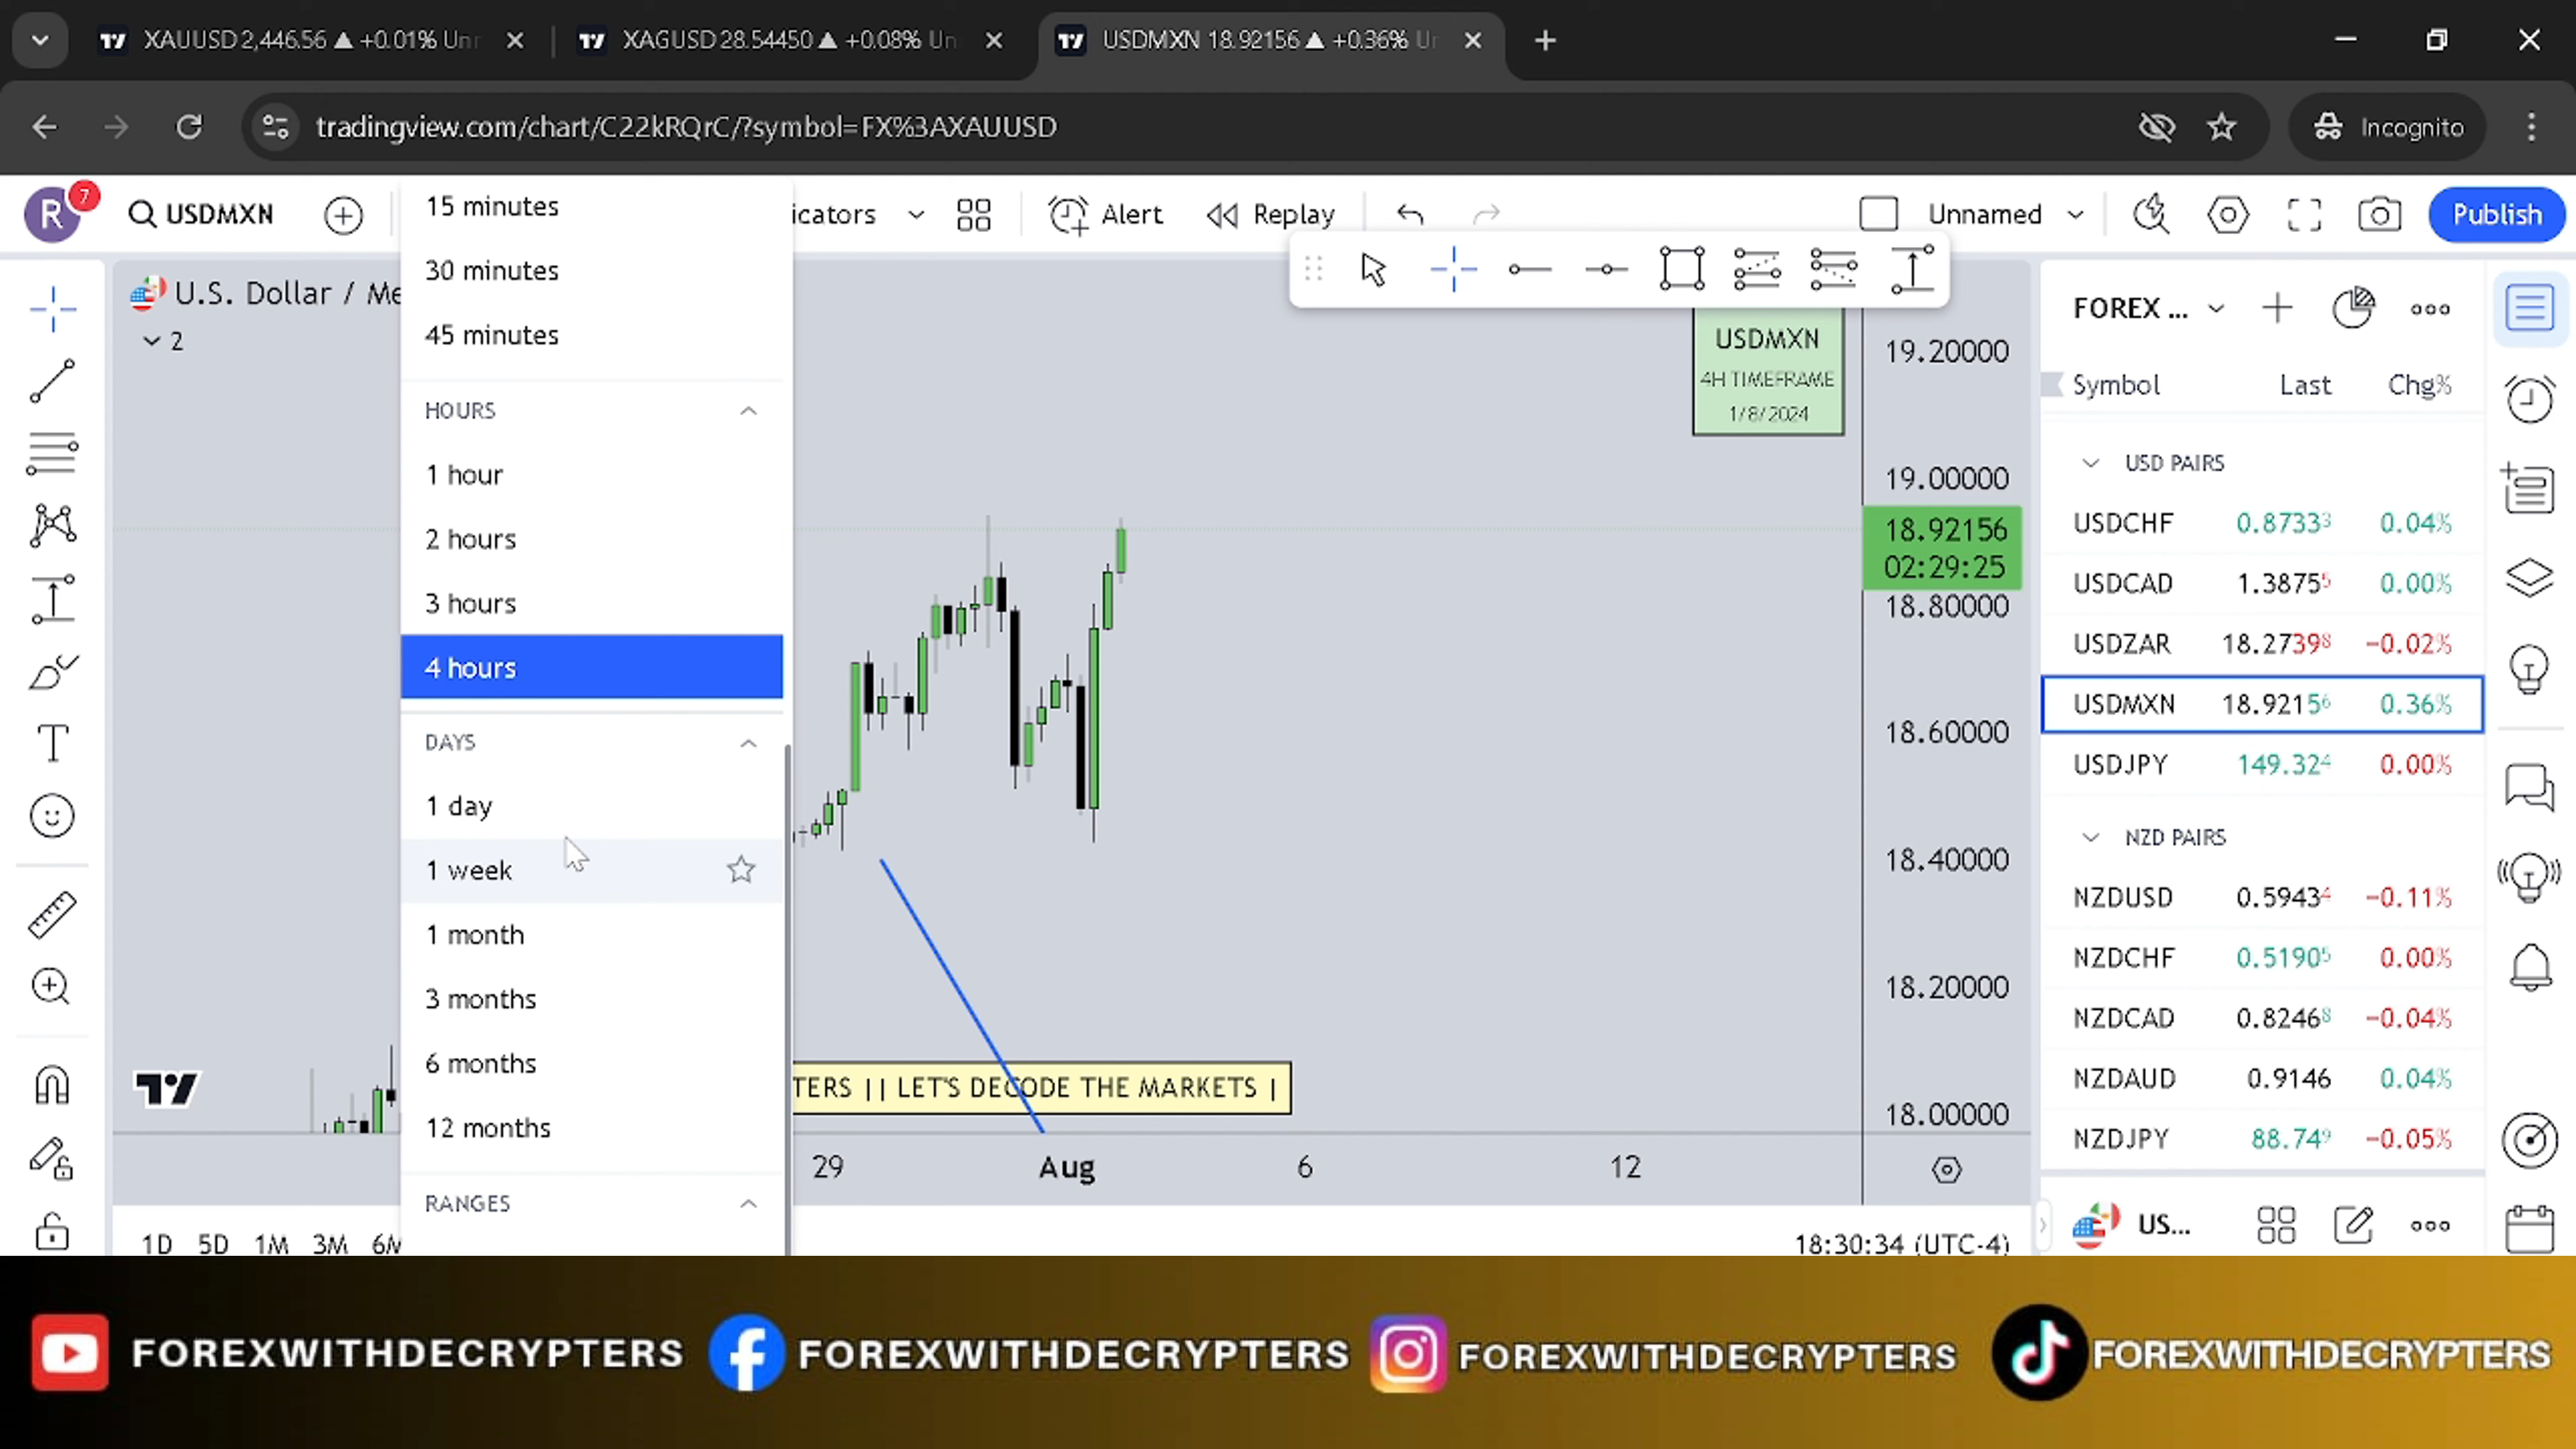 XAUUSD 2,446.56 ▲ +0.01% Un
XAGUSD 28.54450 ▲ +0.08% Un
USDMXN 18.92156 ▲ +0.36% U
tradingview.com/chart/C22kRQrC/?symbol=FX%3AXAUUSD
Incognito
R
7
USDMXN
icators
Alert
Replay
Unnamed
Publish
U.S. Dollar / Me
2
15 minutes
30 minutes
45 minutes
HOURS
1 hour
2 hours
3 hours
4 hours
DAYS
1 day
1 week
1 month
3 months
6 months
12 months
RANGES
USDMXN
4H TIMEFRAME
1/8/2024
TERS || LET'S DECODE THE MARKETS |
19.20000
19.00000
18.92156
02:29:25
18.80000
18.60000
18.40000
18.20000
18.00000
29
Aug
6
12
1D 5D 1M 3M 6M
18:30:34 (UTC-4)
FOREX ...
Symbol Last Chg%
USD PAIRS
USDCHF 0.87333 0.04%
USDCAD 1.38755 0.00%
USDZAR 18.27398 −0.02%
USDMXN 18.92156 0.36%
USDJPY 149.324 0.00%
NZD PAIRS
NZDUSD 0.59434 −0.11%
NZDCHF 0.51905 0.00%
NZDCAD 0.82468 −0.04%
NZDAUD 0.9146 0.04%
NZDJPY 88.749 −0.05%
US...
FOREXWITHDECRYPTERS
FOREXWITHDECRYPTERS
FOREXWITHDECRYPTERS
FOREXWITHDECRYPTERS